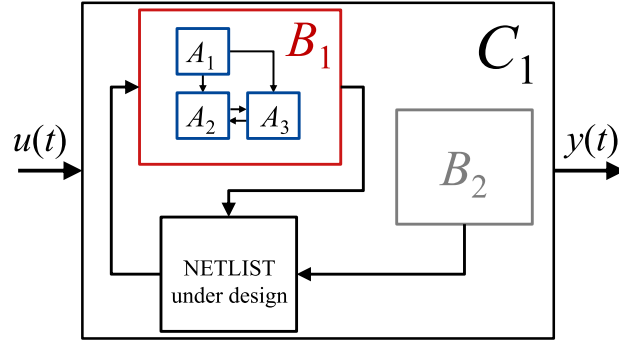 u(t)
A₁
A₂
A₃
B₁
C₁
B₂
y(t)
NETLIST
under design